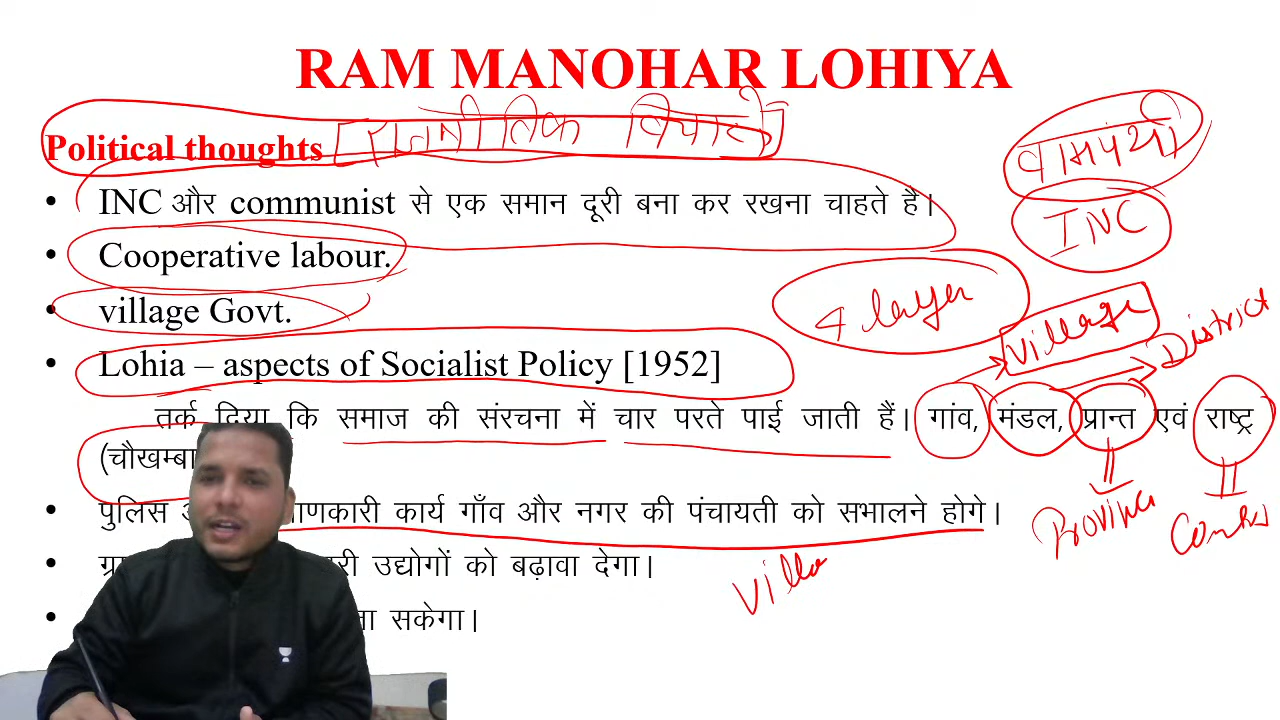 RAM MANOHAR LOHIYA
Political thoughts [राजनीतिक विचार]
वामपंथी
• INC और communist से एक समान दूरी बना कर रखना चाहते हैं।
INC
• Cooperative labour.
• village Govt.
4 layer
village
District
• Lohia – aspects of Socialist Policy [1952]
तर्क दिया कि समाज की संरचना में चार परते पाई जाती हैं। गांव, मंडल, प्रान्त एवं राष्ट्र
(चौखम्बा
Province
• पुलिस णकारी कार्य गाँव और नगर की पंचायती को सभालने होगे।
• उद्योगों को बढ़ावा देगा।
Villa
• सकेगा।